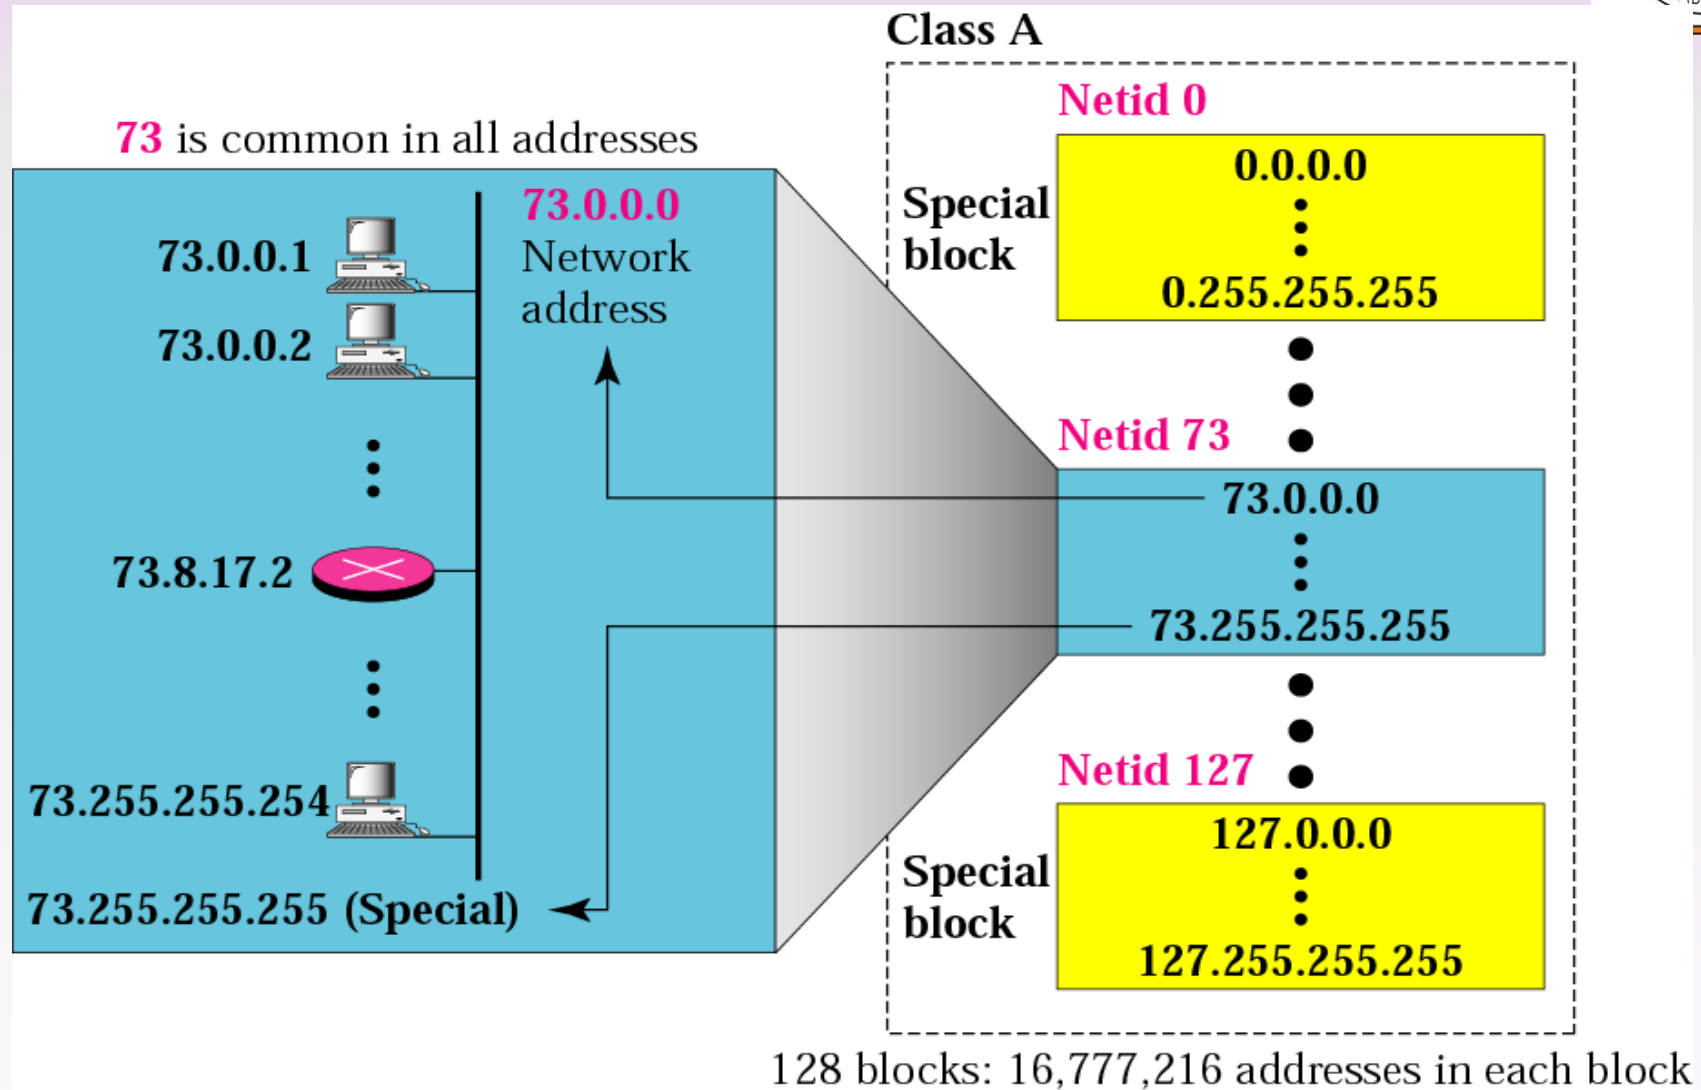 Class A
73 is common in all addresses
73.0.0.0
Network
address
73.0.0.1
73.0.0.2
73.8.17.2
73.255.255.254
73.255.255.255 (Special)
Netid 0
Special
block
0.0.0.0
0.255.255.255
Netid 73
73.0.0.0
73.255.255.255
Netid 127
Special
block
127.0.0.0
127.255.255.255
128 blocks: 16,777,216 addresses in each block